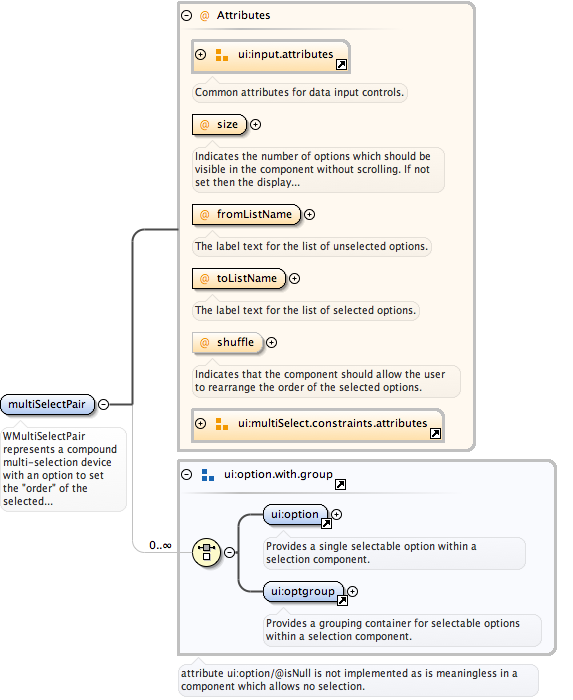 @ Attributes
ui:input.attributes
Common attributes for data input controls.
@ size
Indicates the number of options which should be
visible in the component without scrolling. If not
set then the display...
@ fromListName
The label text for the list of unselected options.
@ toListName
The label text for the list of selected options.
@ shuffle
Indicates that the component should allow the user
to rearrange the order of the selected options.
ui:multiSelect.constraints.attributes
multiSelectPair
WMultiSelectPair
represents a compound
multi-selection device
with an option to set
the "order" of the
selected...
0..∞
ui:option.with.group
ui:option
Provides a single selectable option within a
selection component.
ui:optgroup
Provides a grouping container for selectable options
within a selection component.
attribute ui:option/@isNull is not implemented as is meaningless in a
component which allows no selection.